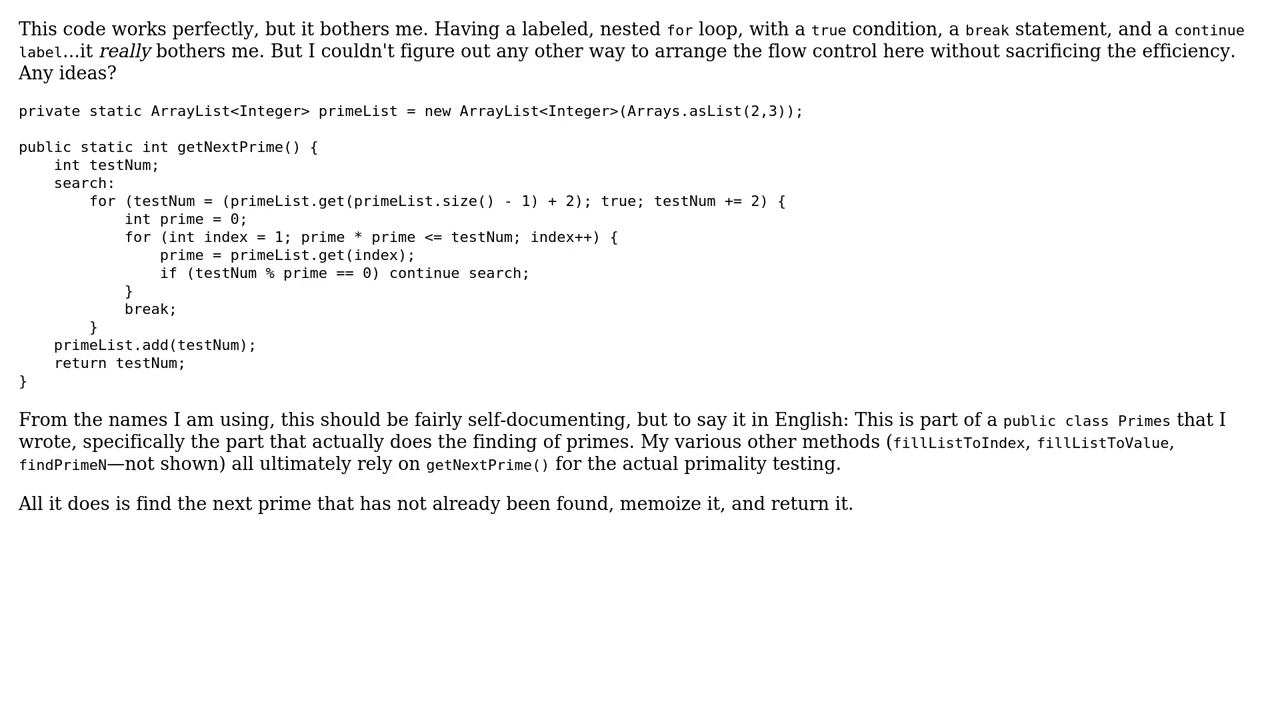 This code works perfectly, but it bothers me. Having a labeled, nested for loop, with a true condition, a break statement, and a continue
label...it really bothers me. But I couldn't figure out any other way to arrange the flow control here without sacrificing the efficiency.
Any ideas?
private static ArrayList<Integer> primeList = new ArrayList<Integer>(Arrays.asList(2,3));
public static int getNextPrime() {
    int testNum;
    search:
        for (testNum = (primeList.get(primeList.size() - 1) + 2); true; testNum += 2) {
            int prime = 0;
            for (int index = 1; prime * prime <= testNum; index++) {
                prime = primeList.get(index);
                if (testNum % prime == 0) continue search;
            }
            break;
        }
    primeList.add(testNum);
    return testNum;
}
From the names I am using, this should be fairly self-documenting, but to say it in English: This is part of a public class Primes that I
wrote, specifically the part that actually does the finding of primes. My various other methods (fillListToIndex, fillListToValue,
findPrimeN—not shown) all ultimately rely on getNextPrime() for the actual primality testing.
All it does is find the next prime that has not already been found, memoize it, and return it.